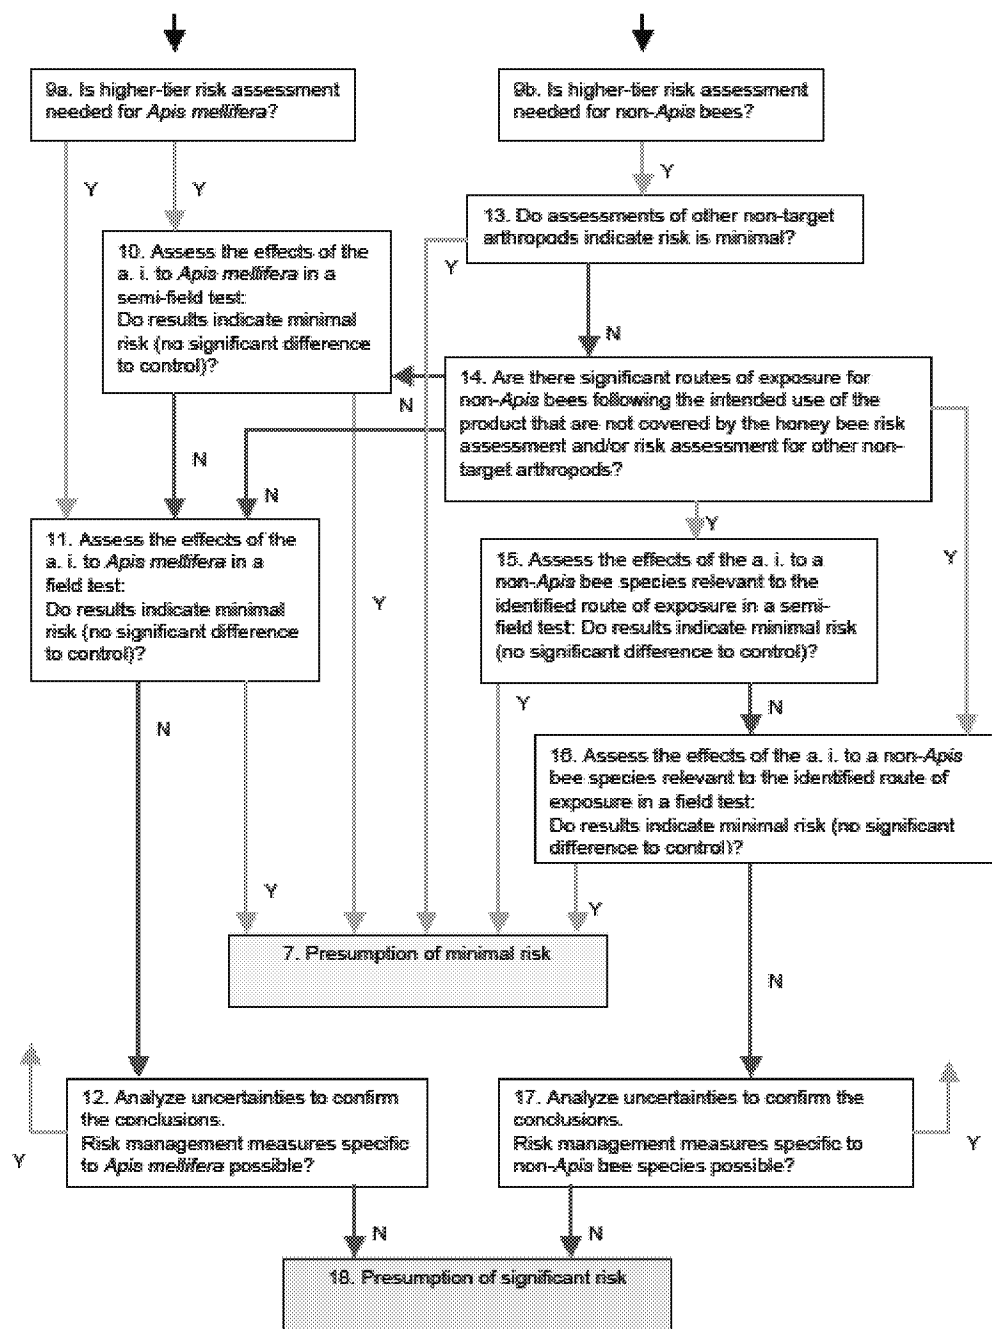 9a. Is higher-tier risk assessment
needed for Apis mellifera?
9b. Is higher-tier risk assessment
needed for non-Apis bees?
Y
Y
Y
13. Do assessments of other non-target
arthropods indicate risk is minimal?
10. Assess the effects of the
a. i. to Apis mellifera in a
semi-field test:
Do results indicate minimal
risk (no significant difference
to control)?
Y
N
14. Are there significant routes of exposure for
non-Apis bees following the intended use of the
product that are not covered by the honey bee risk
assessment and/or risk assessment for other non-
target arthropods?
N
N
N
Y
Y
11. Assess the effects of the
a. i. to Apis mellifera in a
field test:
Do results indicate minimal
risk (no significant difference
to control)?
15. Assess the effects of the a. i. to a
non-Apis bee species relevant to the
identified route of exposure in a semi-
field test: Do results indicate minimal risk
(no significant difference to control)?
Y
N
Y
N
16. Assess the effects of the a. i. to a non-Apis
bee species relevant to the identified route of
exposure in a field test:
Do results indicate minimal risk (no significant
difference to control)?
Y
Y
7. Presumption of minimal risk
N
12. Analyze uncertainties to confirm
the conclusions.
Risk management measures specific
to Apis mellifera possible?
Y
17. Analyze uncertainties to confirm the
conclusions.
Risk management measures specific to
non-Apis bee species possible?
Y
N
N
18. Presumption of significant risk